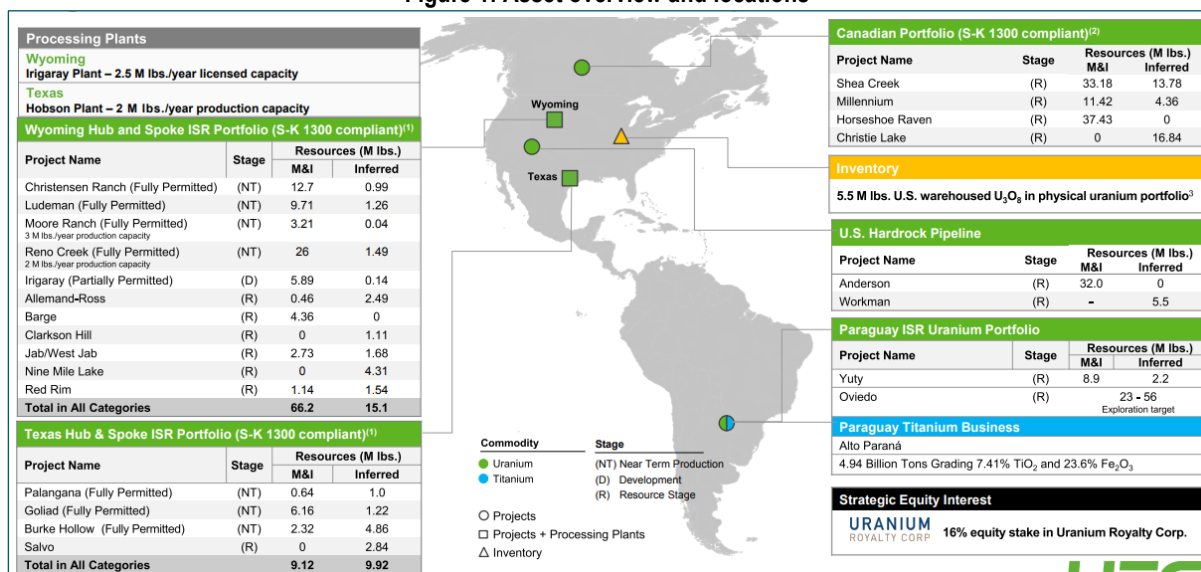 Figure 1: Asset overview and locations
Processing Plants
Wyoming
Irigaray Plant – 2.5 M lbs./year licensed capacity
Texas
Hobson Plant – 2 M lbs./year production capacity
Wyoming Hub and Spoke ISR Portfolio (S-K 1300 compliant)(1)
Project Name Stage Resources (M lbs.)
M&I Inferred
Christensen Ranch (Fully Permitted) (NT) 12.7 0.99
Ludeman (Fully Permitted) (NT) 9.71 1.26
Moore Ranch (Fully Permitted) (NT) 3.21 0.04
3 M lbs./year production capacity
Reno Creek (Fully Permitted) (NT) 26 1.49
2 M lbs./year production capacity
Irigaray (Partially Permitted) (D) 5.89 0.14
Allemand-Ross (R) 0.46 2.49
Barge (R) 4.36 0
Clarkson Hill (R) 0 1.11
Jab/West Jab (R) 2.73 1.68
Nine Mile Lake (R) 0 4.31
Red Rim (R) 1.14 1.54
Total in All Categories 66.2 15.1
Texas Hub & Spoke ISR Portfolio (S-K 1300 compliant)(1)
Project Name Stage Resources (M lbs.)
M&I Inferred
Palangana (Fully Permitted) (NT) 0.64 1.0
Goliad (Fully Permitted) (NT) 6.16 1.22
Burke Hollow (Fully Permitted) (NT) 2.32 4.86
Salvo (R) 0 2.84
Total in All Categories 9.12 9.92
Wyoming
Texas
Commodity
Uranium
Titanium
Stage
(NT) Near Term Production
(D) Development
(R) Resource Stage
Projects
Projects + Processing Plants
Inventory
Canadian Portfolio (S-K 1300 compliant)(2)
Project Name Stage Resources (M lbs.)
M&I Inferred
Shea Creek (R) 33.18 13.78
Millennium (R) 11.42 4.36
Horseshoe Raven (R) 37.43 0
Christie Lake (R) 0 16.84
Inventory
5.5 M lbs. U.S. warehoused U₃O₈ in physical uranium portfolio³
U.S. Hardrock Pipeline
Project Name Stage Resources (M lbs.)
M&I Inferred
Anderson (R) 32.0 0
Workman (R) - 5.5
Paraguay ISR Uranium Portfolio
Project Name Stage Resources (M lbs.)
M&I Inferred
Yuty (R) 8.9 2.2
Oviedo (R) 23 - 56
Exploration target
Paraguay Titanium Business
Alto Paraná
4.94 Billion Tons Grading 7.41% TiO₂ and 23.6% Fe₂O₃
Strategic Equity Interest
URANIUM
ROYALTY CORP
16% equity stake in Uranium Royalty Corp.